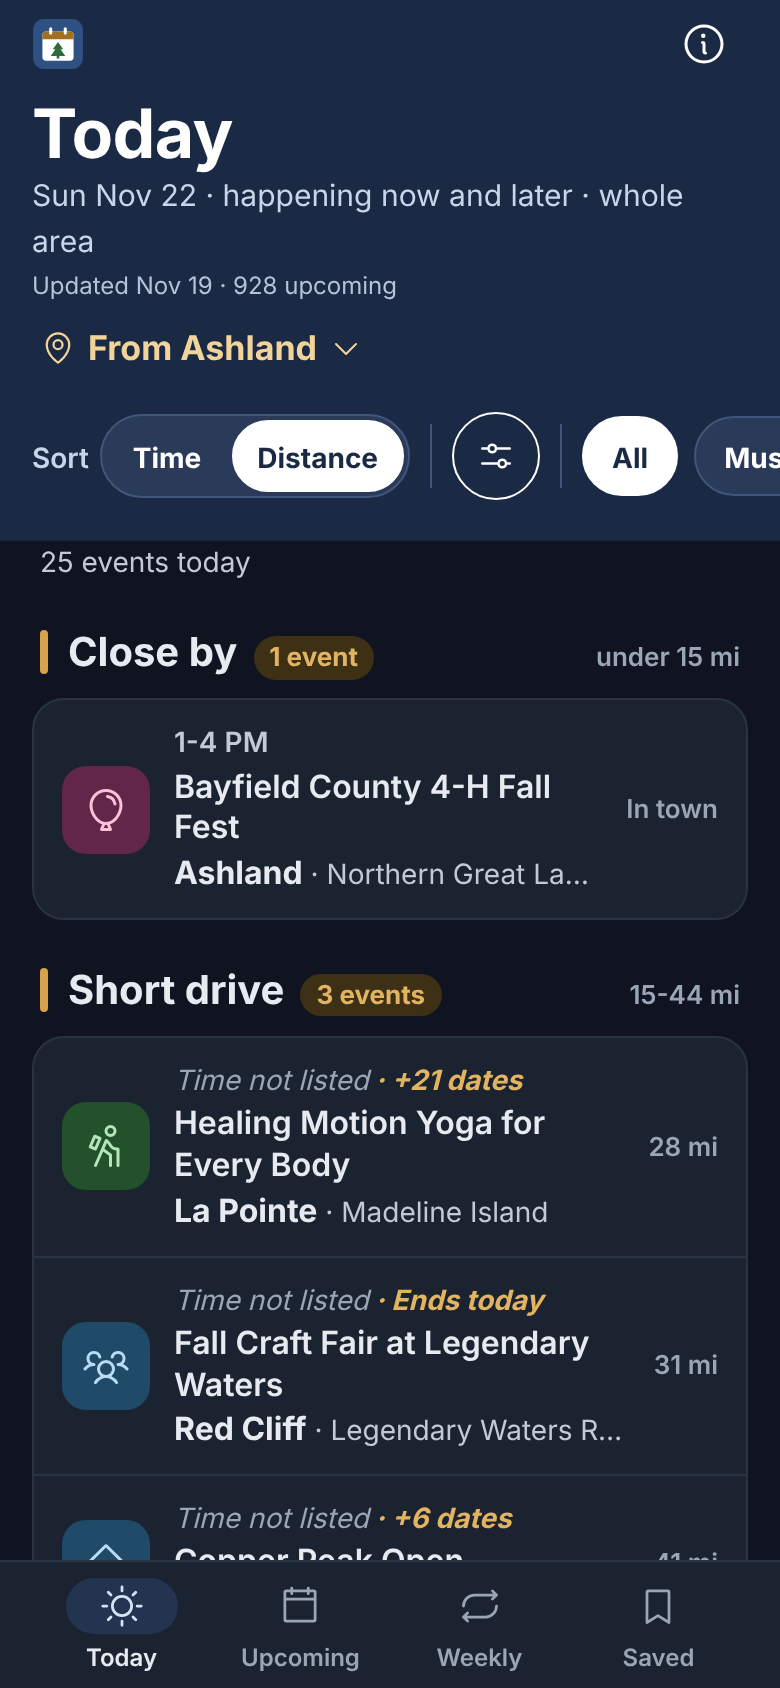 Today
Sun Nov 22 · happening now and later · whole
area
Updated Nov 19 · 928 upcoming
From Ashland
Sort Time Distance All Mus
25 events today
Close by 1 event under 15 mi
1-4 PM
Bayfield County 4-H Fall
Fest
In town
Ashland · Northern Great La...
Short drive 3 events 15-44 mi
Time not listed · +21 dates
Healing Motion Yoga for
Every Body
28 mi
La Pointe · Madeline Island
Time not listed · Ends today
Fall Craft Fair at Legendary
Waters
31 mi
Red Cliff · Legendary Waters R...
Time not listed · +6 dates
Copper Peak Open
41 mi
Today Upcoming Weekly Saved